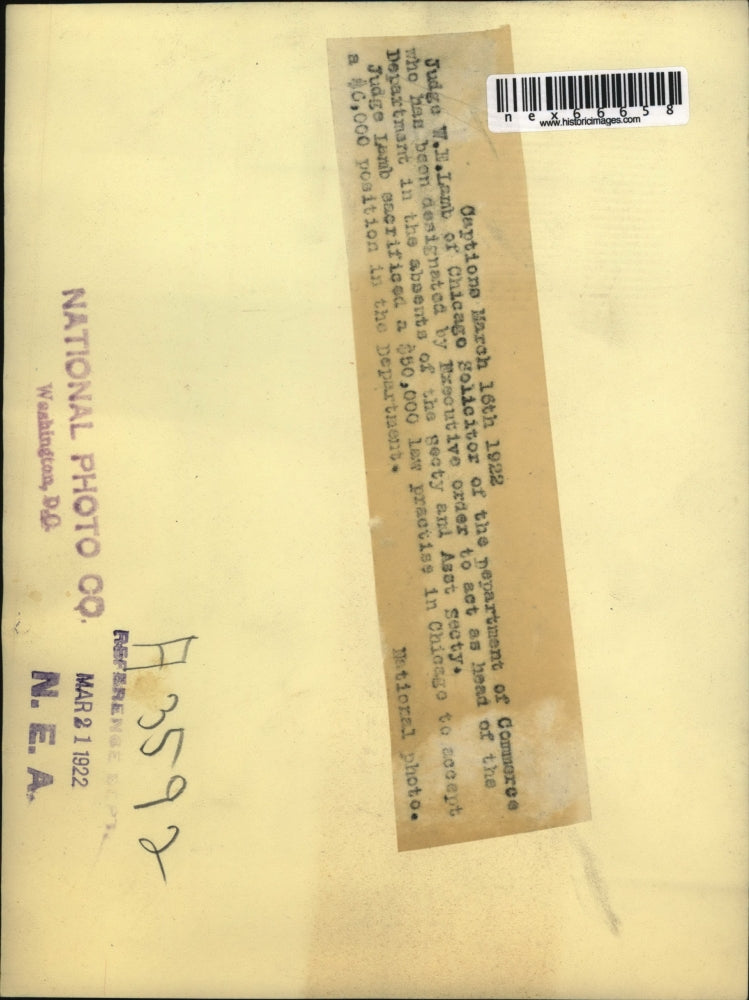 Captions March 16th 1922
Judge W.E.Lamb of Chicago Solicitor of the Department of Commerce
who has been designated by Executive order to act as head of the
Department in the absents of the Secty and Asst Secty.
Judge Lamb sacrificed a $50,000 law practise in Chicago to accept
a $ ,000 position in the Department.
National photo.
nex66658
www.historicimages.com
NATIONAL PHOTO CO.
Washington, D.C.
A 3592
REFERENCE DEPT.
MAR 21 1922
N. E. A.